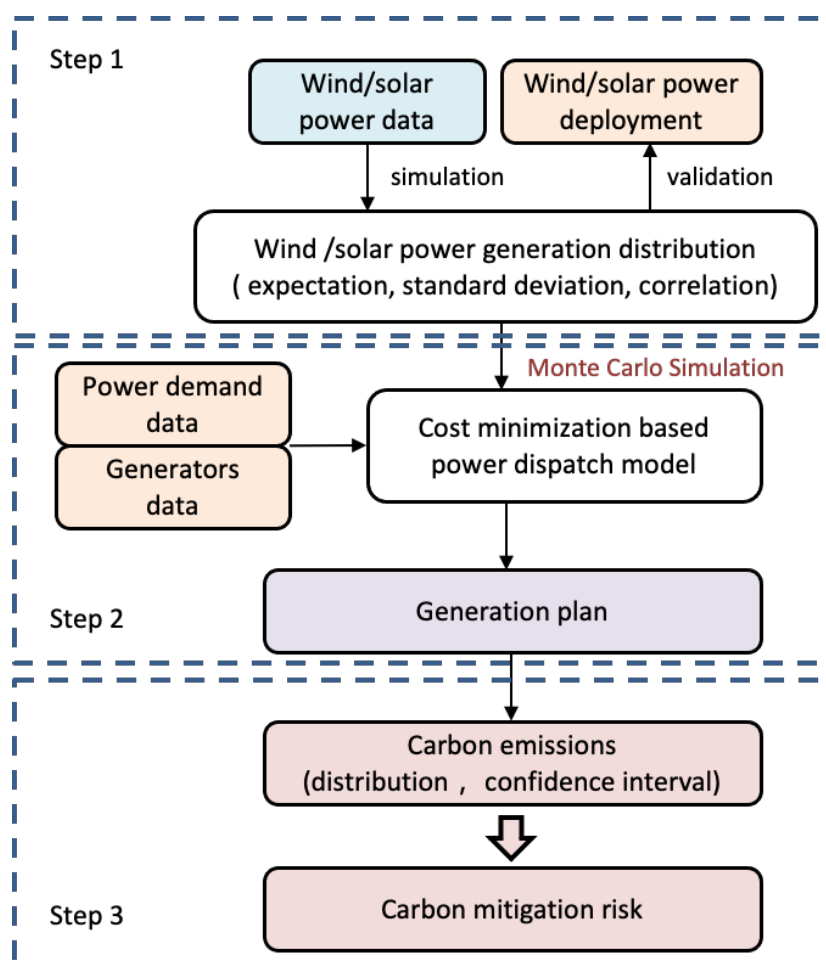 Step 1
Wind/solar
power data
Wind/solar power
deployment
simulation
validation
Wind /solar power generation distribution
( expectation, standard deviation, correlation)
Monte Carlo Simulation
Power demand
data
Generators
data
Cost minimization based
power dispatch model
Generation plan
Step 2
Carbon emissions
(distribution , confidence interval)
Carbon mitigation risk
Step 3